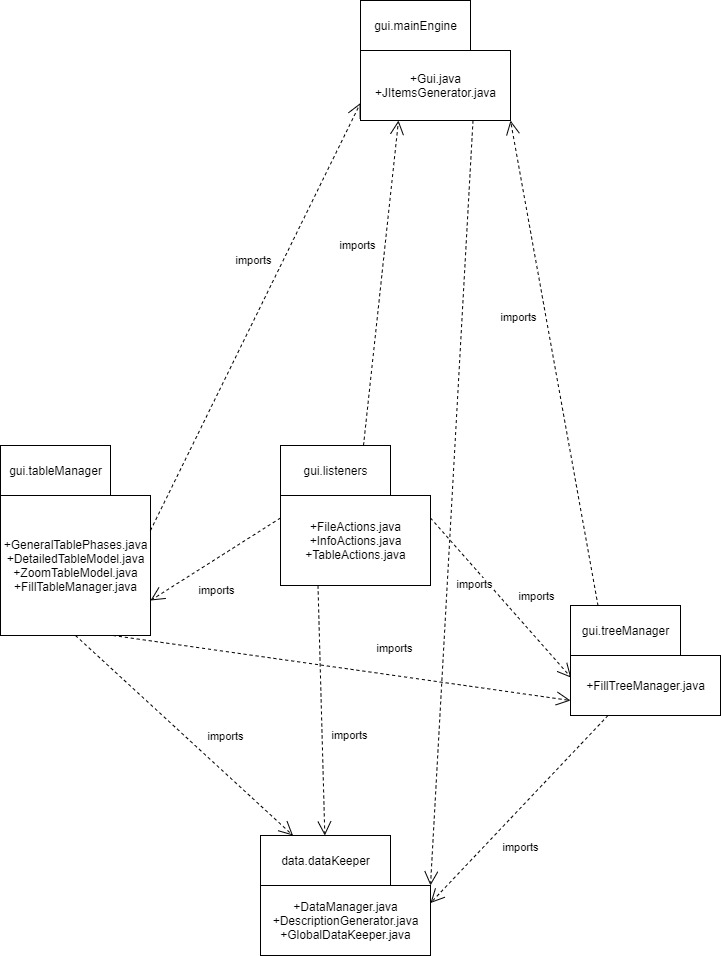 gui.mainEngine
+Gui.java
+JItemsGenerator.java
imports
imports
imports
gui.tableManager
+GeneralTablePhases.java
+DetailedTableModel.java
+ZoomTableModel.java
+FillTableManager.java
gui.listeners
+FileActions.java
+InfoActions.java
+TableActions.java
imports
imports
imports
gui.treeManager
+FillTreeManager.java
imports
imports
imports
imports
data.dataKeeper
+DataManager.java
+DescriptionGenerator.java
+GlobalDataKeeper.java